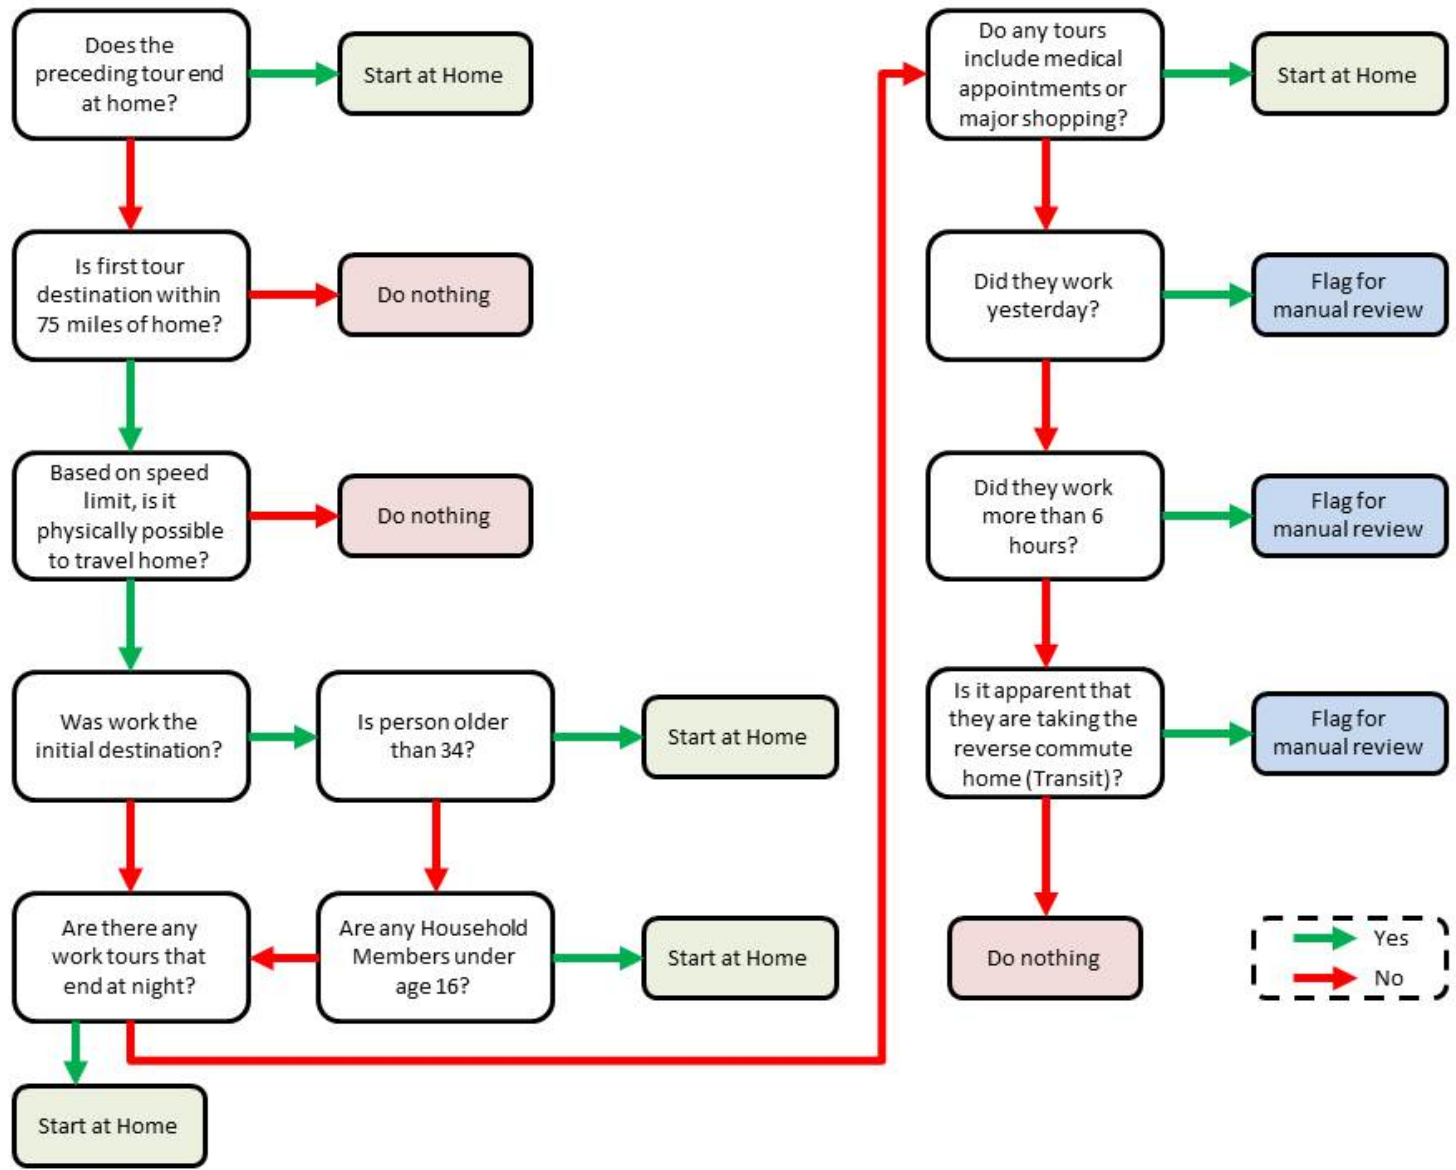 Does the
preceding tour end
at home?
Start at Home
Is first tour
destination within
75 miles of home?
Do nothing
Based on speed
limit, is it
physically possible
to travel home?
Do nothing
Was work the
initial destination?
Is person older
than 34?
Start at Home
Are there any
work tours that
end at night?
Are any Household
Members under
age 16?
Start at Home
Start at Home
Do any tours
include medical
appointments or
major shopping?
Start at Home
Did they work
yesterday?
Flag for
manual review
Did they work
more than 6
hours?
Flag for
manual review
Is it apparent that
they are taking the
reverse commute
home (Transit)?
Flag for
manual review
Do nothing
Yes
No